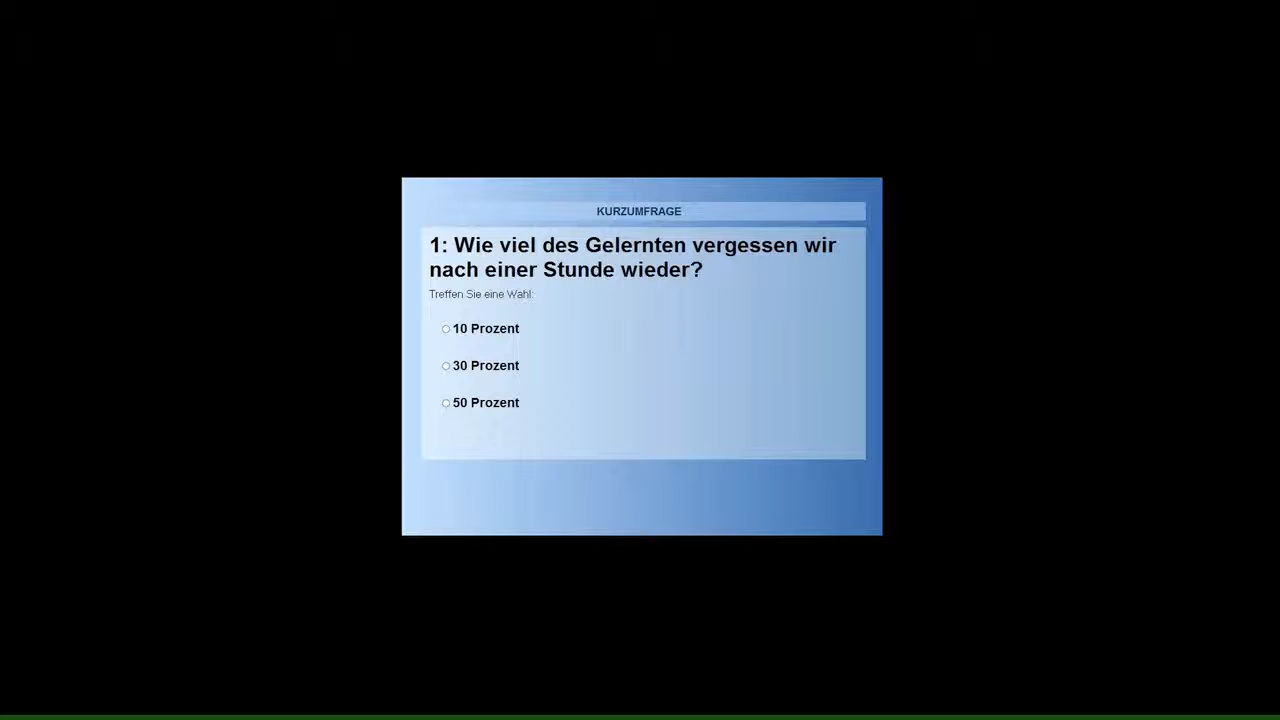 KURZUMFRAGE
1: Wie viel des Gelernten vergessen wir
nach einer Stunde wieder?
Treffen Sie eine Wahl:
10 Prozent
30 Prozent
50 Prozent